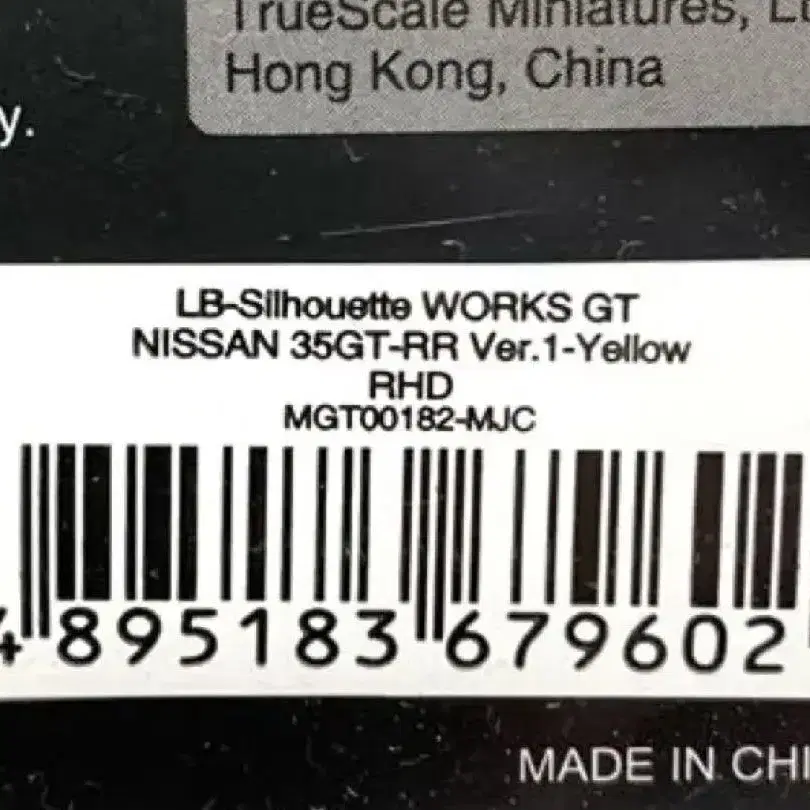 TrueScale Miniatures,
Hong Kong, China
y.
LB-Silhouette WORKS GT
NISSAN 35GT-RR Ver.1-Yellow
RHD
MGT00182-MJC
4 895183 679602
MADE IN CHI